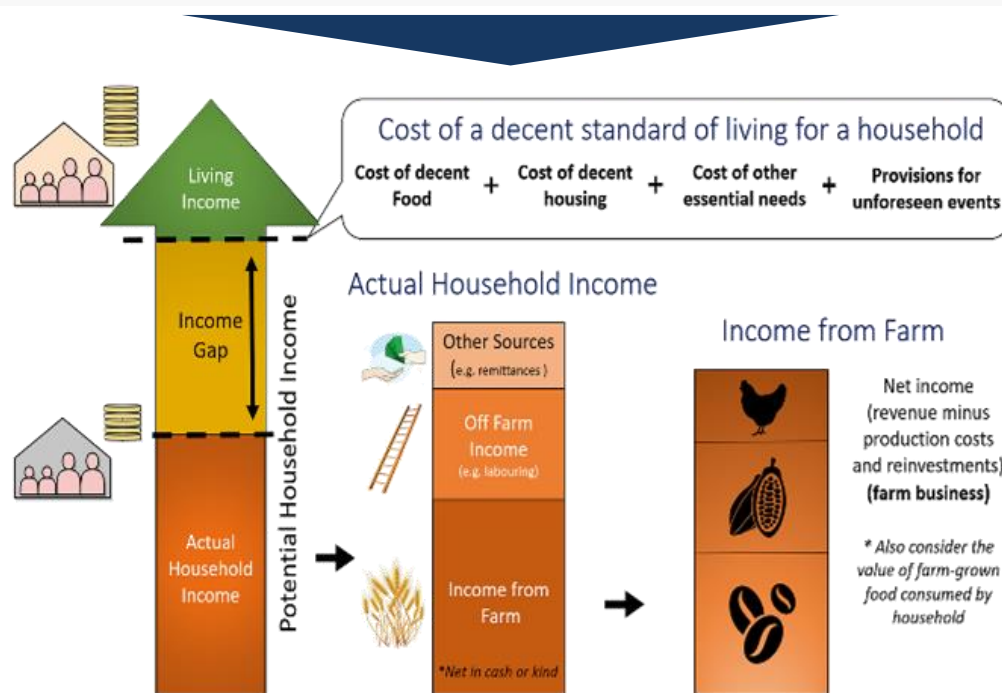 Cost of a decent standard of living for a household
Cost of decent
Food
+
Cost of decent
housing
+
Cost of other
essential needs
+
Provisions for
unforeseen events
Living
Income
Income
Gap
Actual
Household
Income
Potential Household Income
Actual Household Income
Other Sources
(e.g. remittances )
Off Farm
Income
(e.g. labouring)
Income from
Farm
*Net in cash or kind
Income from Farm
Net income
(revenue minus
production costs
and reinvestments)
(farm business)
* Also consider the
value of farm-grown
food consumed by
household